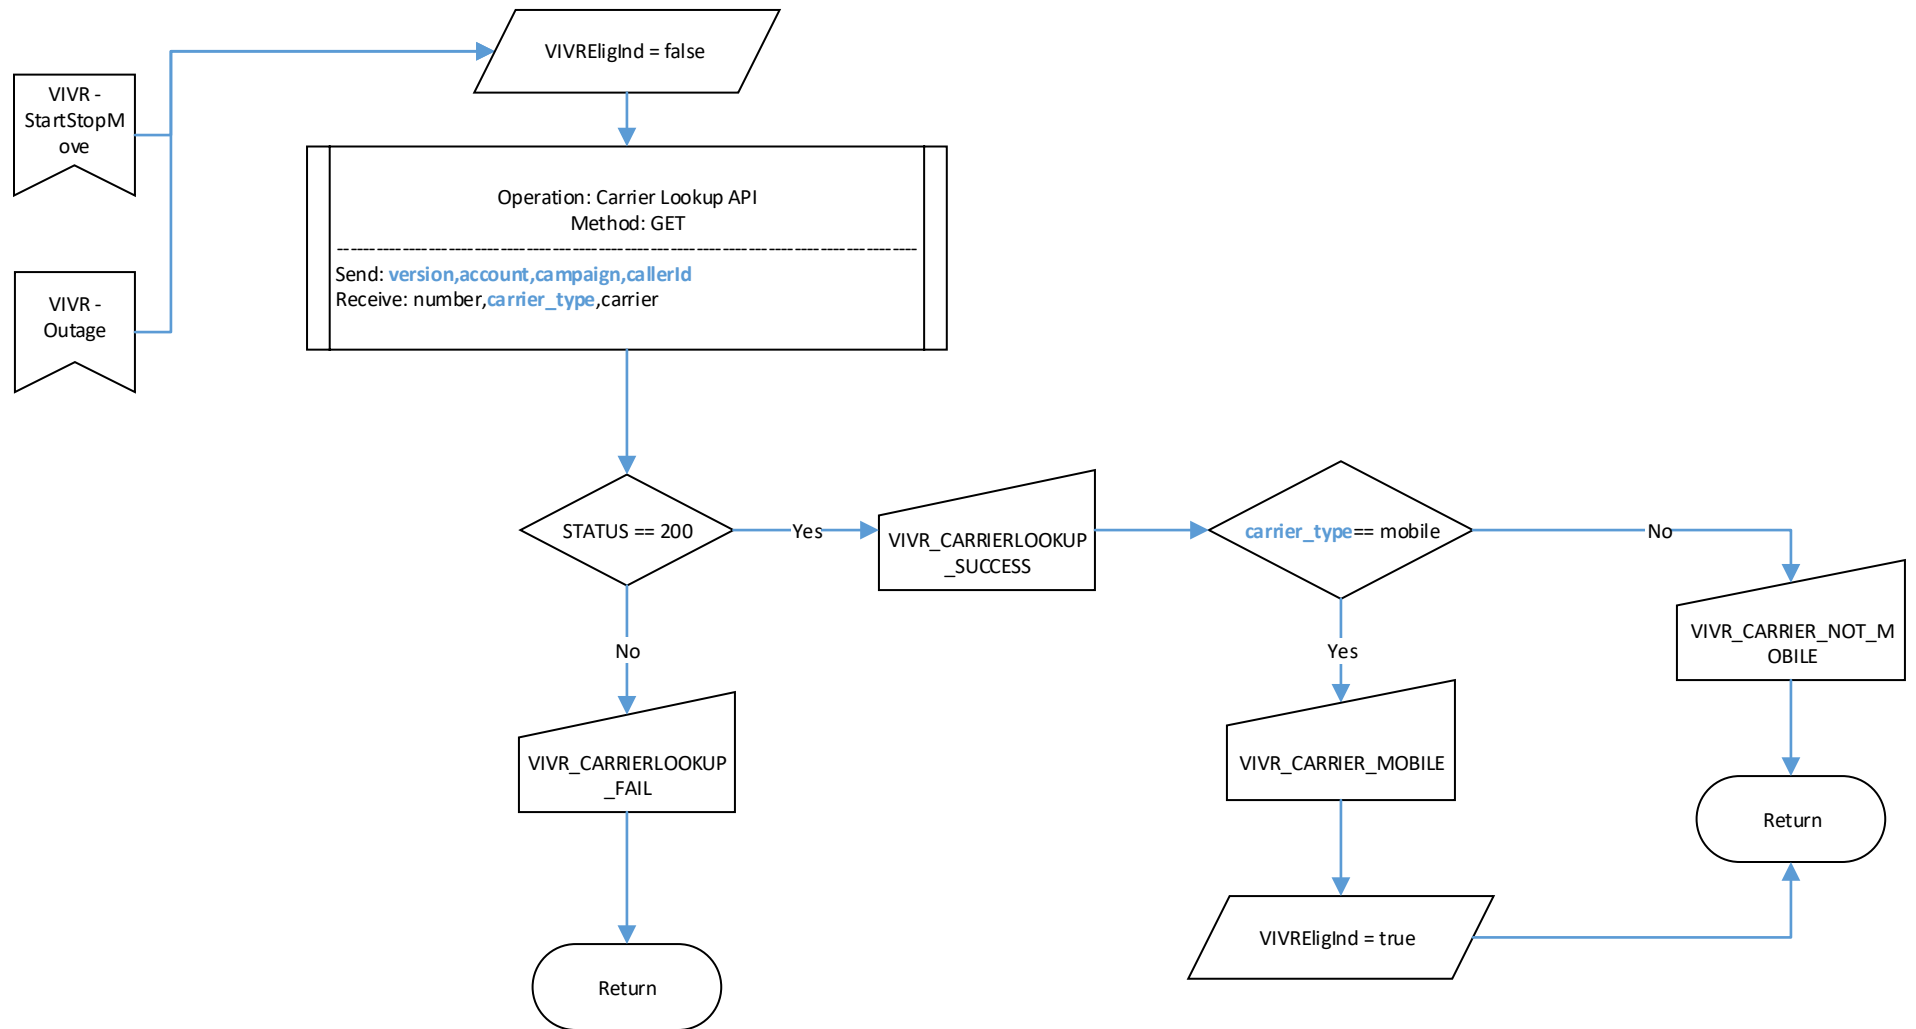 VIVREligInd = false
VIVR -
StartStopM
ove
Operation: Carrier Lookup API
Method: GET
--------------------------------------------------------------------------------
Send: version,account,campaign,callerId
Receive: number,carrier_type,carrier
VIVR -
Outage
STATUS == 200
Yes
VIVR_CARRIERLOOKUP
_SUCCESS
carrier_type== mobile
No
VIVR_CARRIER_NOT_M
OBILE
No
Yes
VIVR_CARRIERLOOKUP
_FAIL
VIVR_CARRIER_MOBILE
Return
VIVREligInd = true
Return